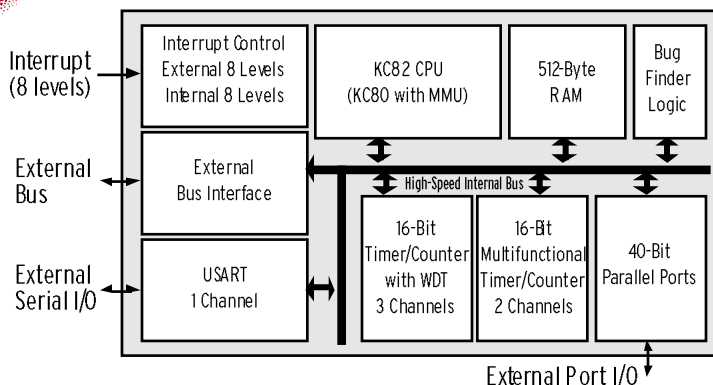 Interrupt
(8 levels)
Interrupt Control
External 8 Levels
Internal 8 Levels
KC82 CPU
(KC80 with MMU)
512-Byte
RAM
Bug
Finder
Logic
External
Bus
External
Bus Interface
High-Speed Internal Bus
External
Serial I/O
USART
1 Channel
16-Bit
Timer/Counter
with WDT
3 Channels
16-Bit
Multifunctional
Timer/Counter
2 Channels
40-Bit
Parallel Ports
External Port I/O